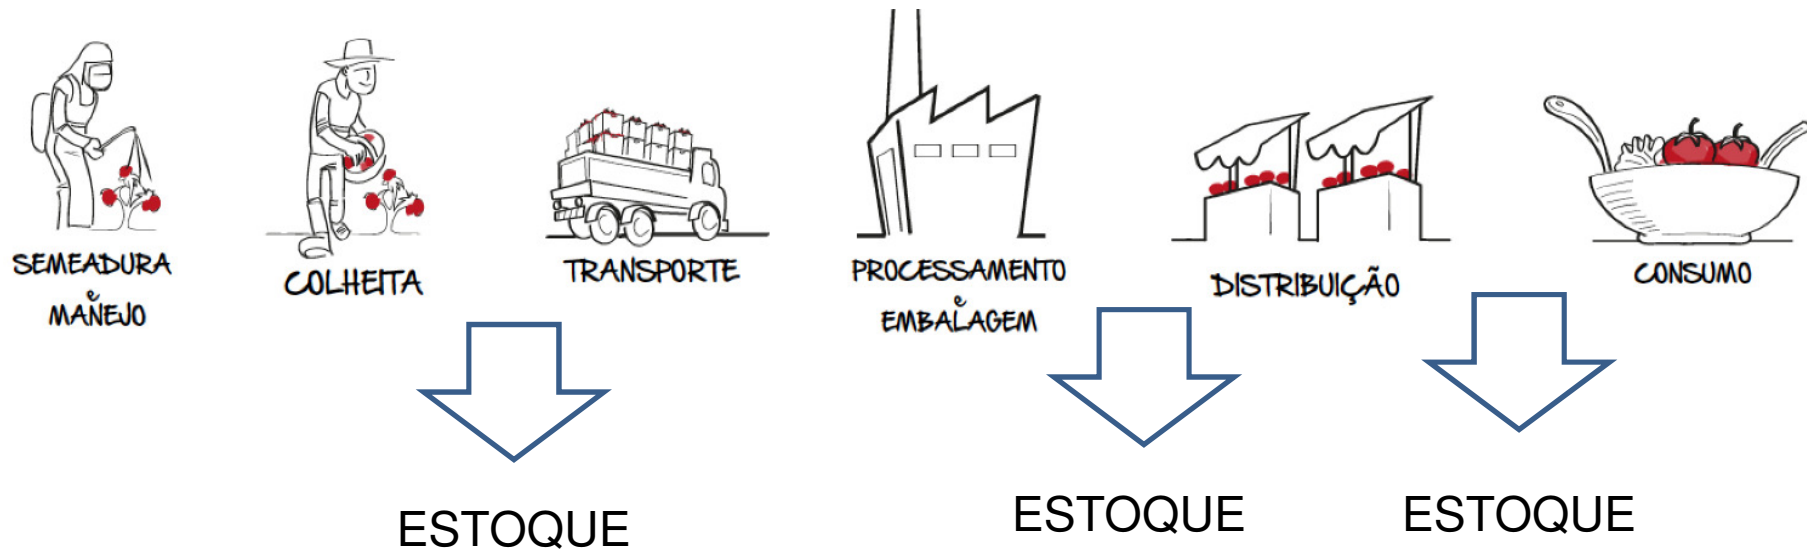 SEMEADURA
e
MANEJO
COLHEITA
TRANSPORTE
PROCESSAMENTO
e
EMBALAGEM
DISTRIBUIÇÃO
CONSUMO
ESTOQUE
ESTOQUE
ESTOQUE